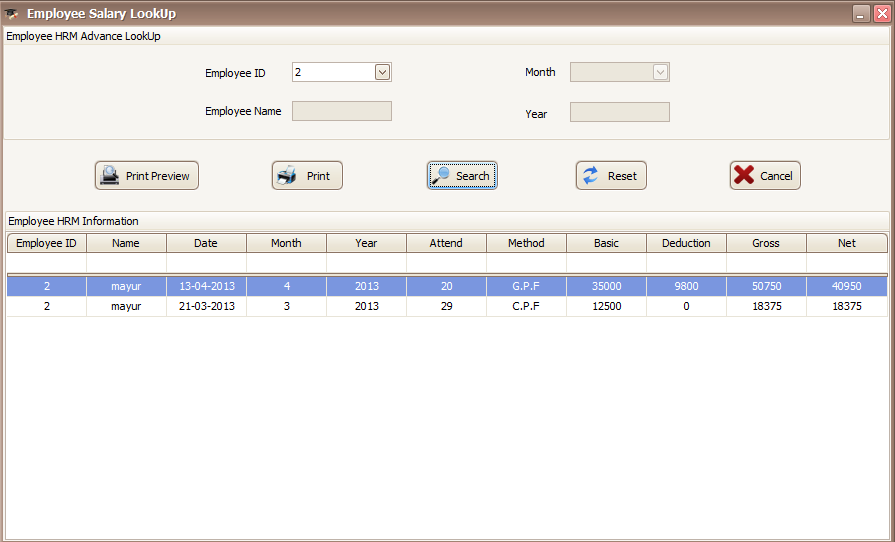 Employee Salary LookUp
Employee HRM Advance LookUp
Employee ID 2 Month
Employee Name Year
Print Preview Print Search Reset Cancel
Employee HRM Information
Employee ID Name Date Month Year Attend Method Basic Deduction Gross Net
2 mayur 13-04-2013 4 2013 20 G.P.F 35000 9800 50750 40950
2 mayur 21-03-2013 3 2013 29 C.P.F 12500 0 18375 18375